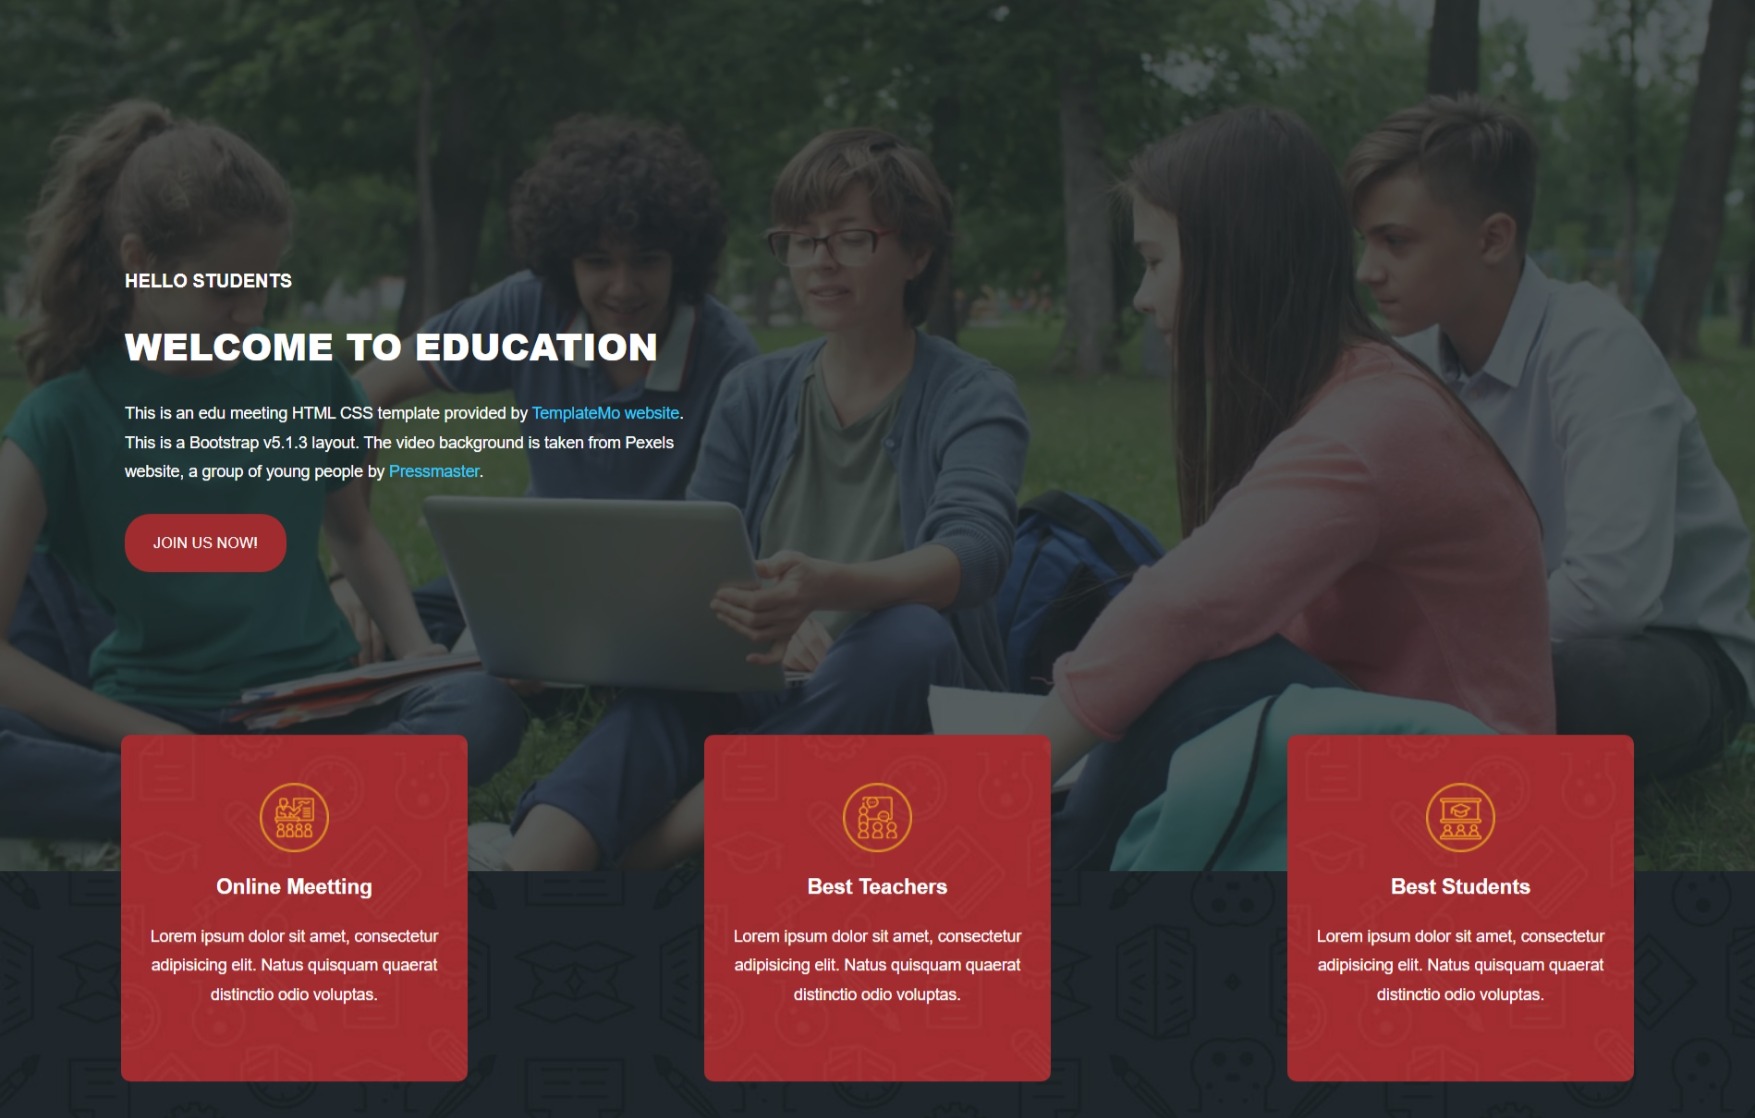 HELLO STUDENTS
WELCOME TO EDUCATION
This is an edu meeting HTML CSS template provided by TemplateMo website.
This is a Bootstrap v5.1.3 layout. The video background is taken from Pexels
website, a group of young people by Pressmaster.
JOIN US NOW!
Online Meetting
Lorem ipsum dolor sit amet, consectetur
adipisicing elit. Natus quisquam quaerat
distinctio odio voluptas.
Best Teachers
Lorem ipsum dolor sit amet, consectetur
adipisicing elit. Natus quisquam quaerat
distinctio odio voluptas.
Best Students
Lorem ipsum dolor sit amet, consectetur
adipisicing elit. Natus quisquam quaerat
distinctio odio voluptas.